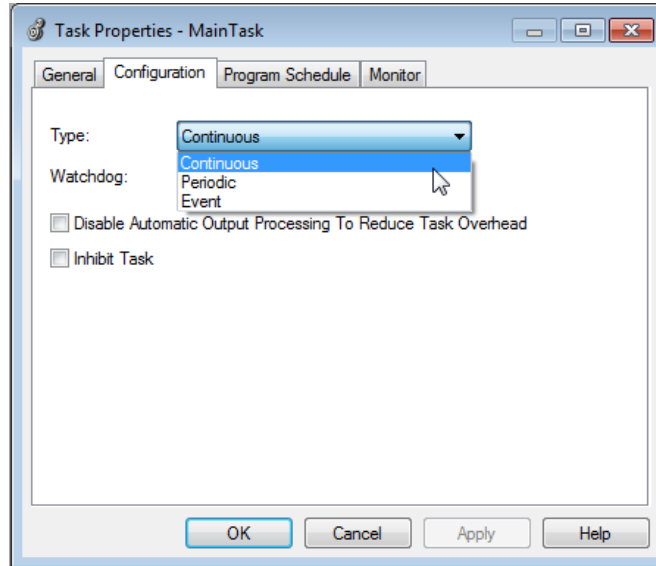 Task Properties - MainTask
General Configuration Program Schedule Monitor
Type: Continuous
Continuous
Watchdog:
Periodic
Event
Disable Automatic Output Processing To Reduce Task Overhead
Inhibit Task
OK Cancel Apply Help